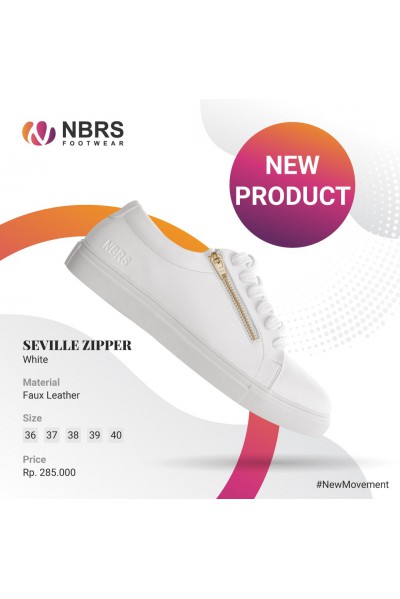 NBRS
FOOTWEAR
NEW
PRODUCT
NBRS
SEVILLE ZIPPER
White
Material
Faux Leather
Size
36 37 38 39 40
Price
Rp. 285.000
#NewMovement